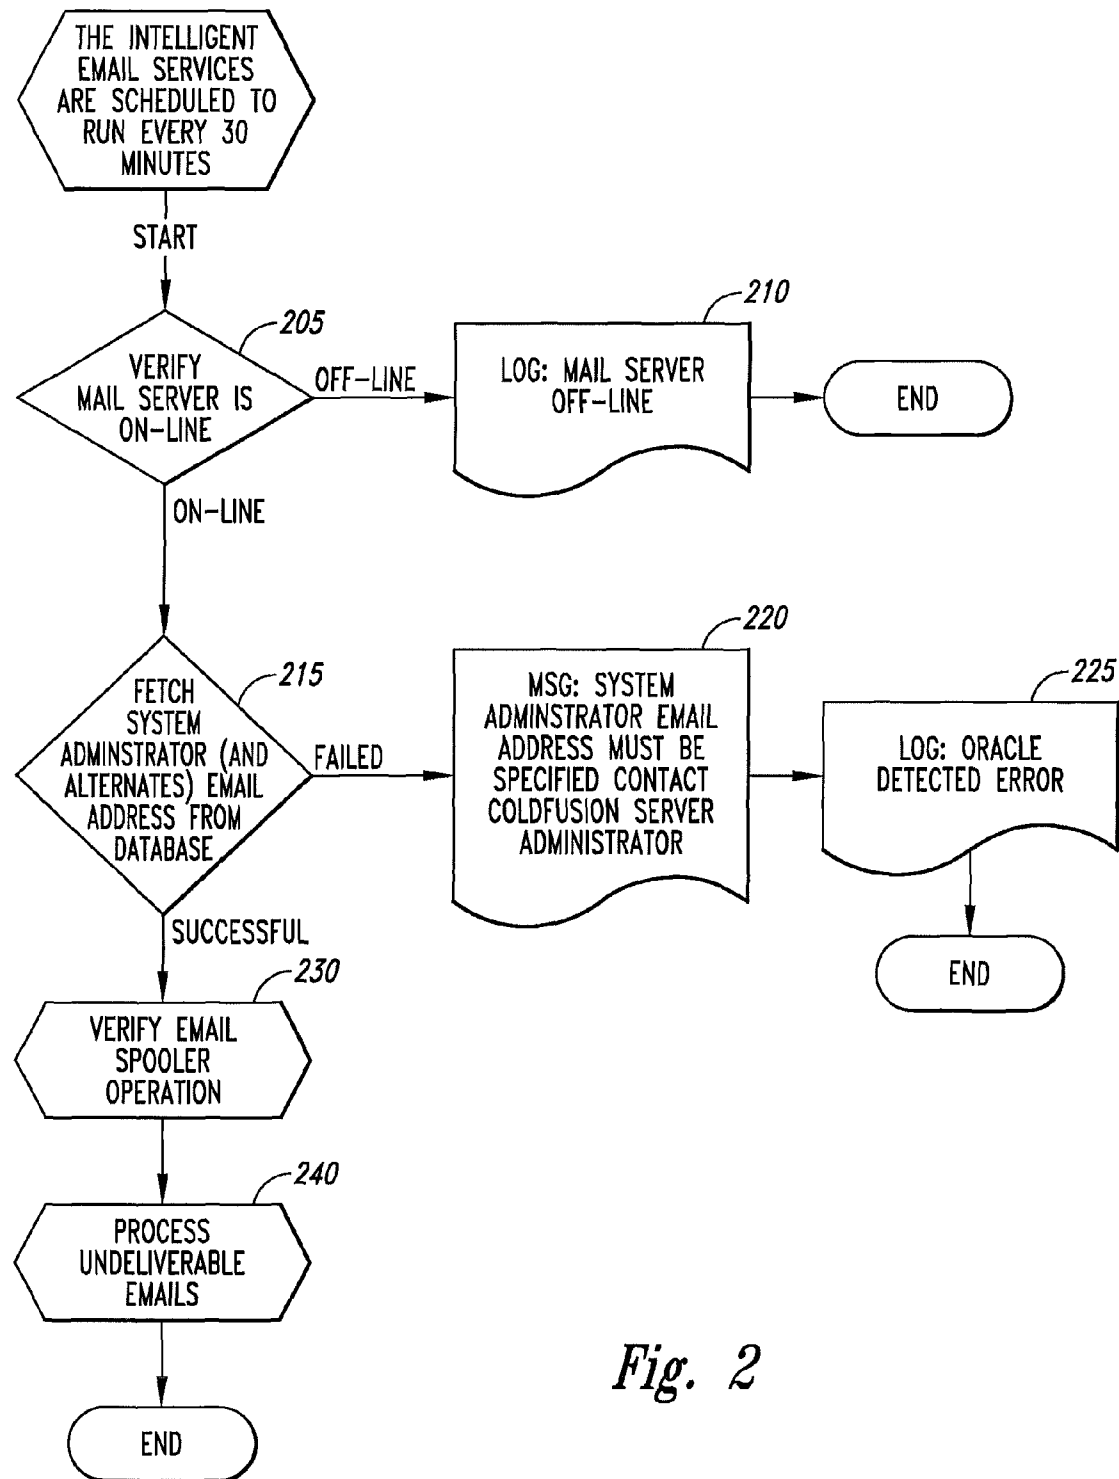 THE INTELLIGENT
EMAIL SERVICES
ARE SCHEDULED TO
RUN EVERY 30
MINUTES
START
205
VERIFY
MAIL SERVER IS
ON-LINE
OFF-LINE
210
LOG: MAIL SERVER
OFF-LINE
END
ON-LINE
215
FETCH
SYSTEM
ADMINSTRATOR (AND
ALTERNATES) EMAIL
ADDRESS FROM
DATABASE
FAILED
220
MSG: SYSTEM
ADMINSTRATOR EMAIL
ADDRESS MUST BE
SPECIFIED CONTACT
COLDFUSION SERVER
ADMINISTRATOR
225
LOG: ORACLE
DETECTED ERROR
END
SUCCESSFUL
230
VERIFY EMAIL
SPOOLER
OPERATION
240
PROCESS
UNDELIVERABLE
EMAILS
END
Fig. 2